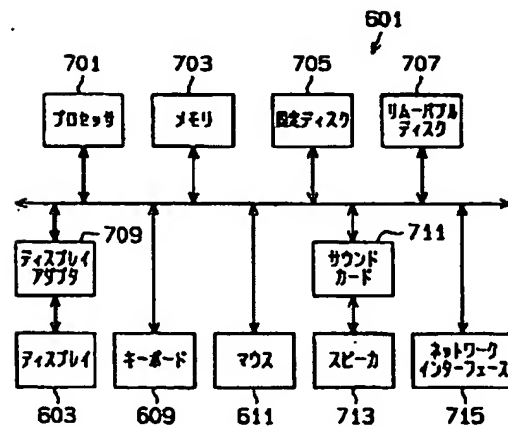 601
701
703
705
707
プロセッサ
メモリ
固定ディスク
リムーバブル
ディスク
709
711
ディスプレイ
アダプタ
サウンド
カード
ディスプレイ
キーボード
マウス
スピーカ
ネットワーク
インターフェース
603
609
611
713
715